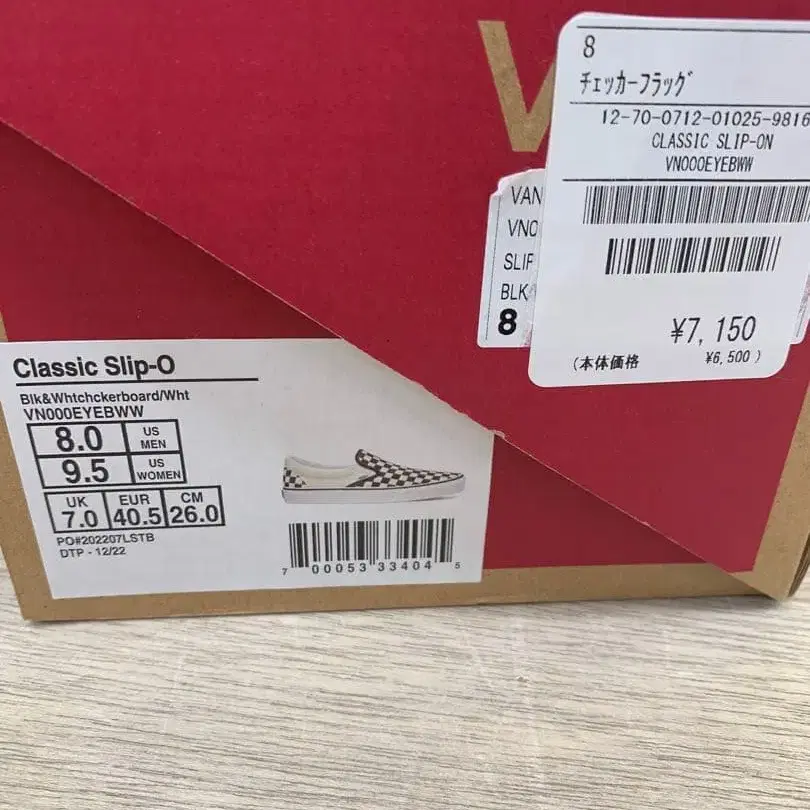 8
チェッカーフラッグ
12-70-0712-01025-9816
CLASSIC SLIP-ON
VN000EYEBWW
¥7,150
(本体価格 ¥6,500)
V
VAN
VN0
SLIP
BLK/
8
Classic Slip-O
Blk&Whtchckerboard/Wht
VN000EYEBWW
8.0 US MEN
9.5 US WOMEN
UK 7.0 EUR 40.5 CM 26.0
PO#202207LSTB
DTP - 12/22
7 00053 33404 5